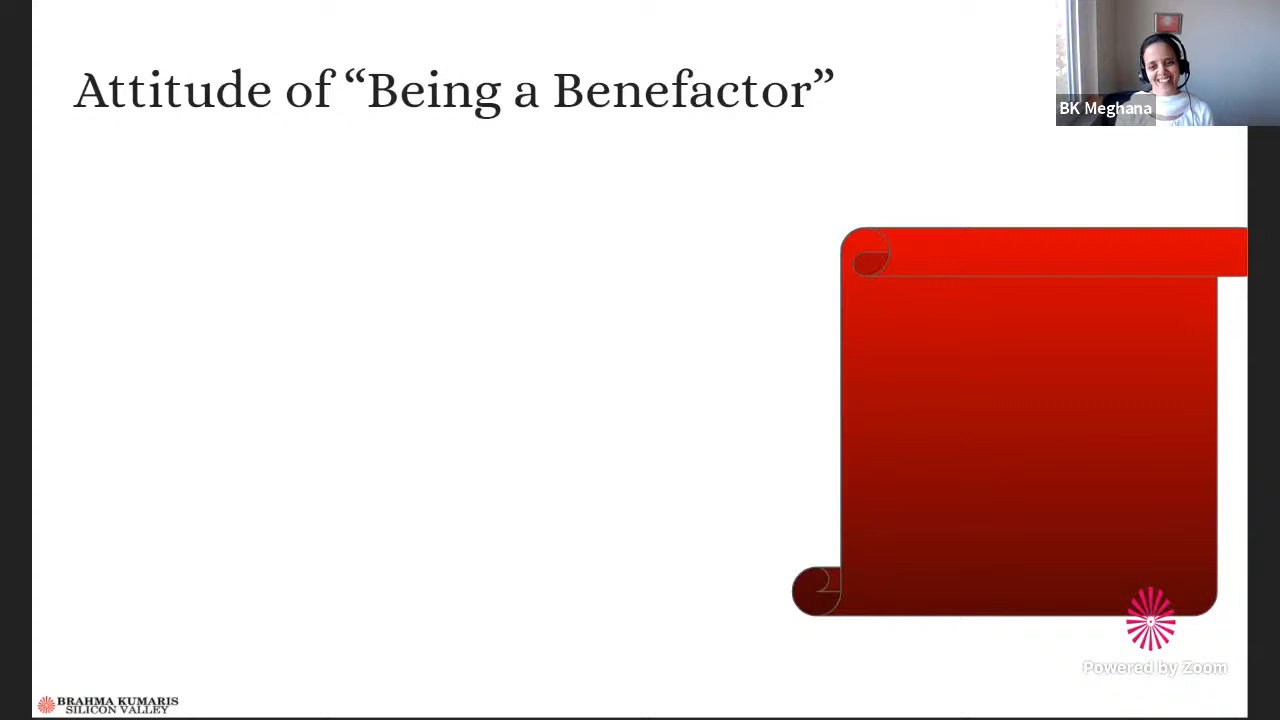 Attitude of “Being a Benefactor”
BK Meghana
Powered by Zoom
BRAHMA KUMARIS
SILICON VALLEY